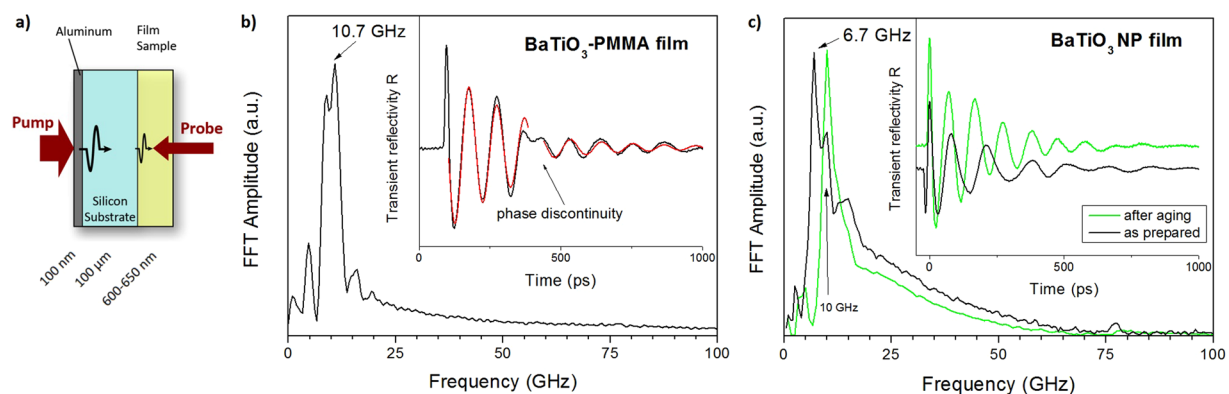 a)
Aluminum
Film
Sample
Pump
Probe
Silicon
Substrate
100 nm
100 µm
600-650 nm
b)
10.7 GHz
BaTiO3-PMMA film
Transient reflectivity R
phase discontinuity
0 500 1000
Time (ps)
FFT Amplitude (a.u.)
0 25 50 75 100
Frequency (GHz)
c)
6.7 GHz
BaTiO3 NP film
Transient reflectivity R
after aging
as prepared
0 500 1000
Time (ps)
10 GHz
FFT Amplitude (a.u.)
0 25 50 75 100
Frequency (GHz)